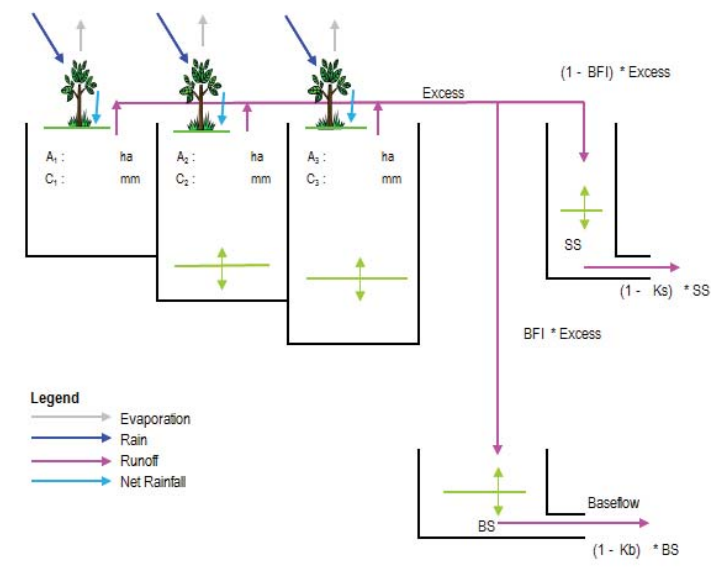 (1 - BFI) * Excess
Excess
A₁ : ha
C₁ : mm
A₂ : ha
C₂ : mm
A₃ : ha
C₃ : mm
SS
(1 - Ks) * SS
BFI * Excess
Legend
Evaporation
Rain
Runoff
Net Rainfall
Baseflow
BS
(1 - Kb) * BS